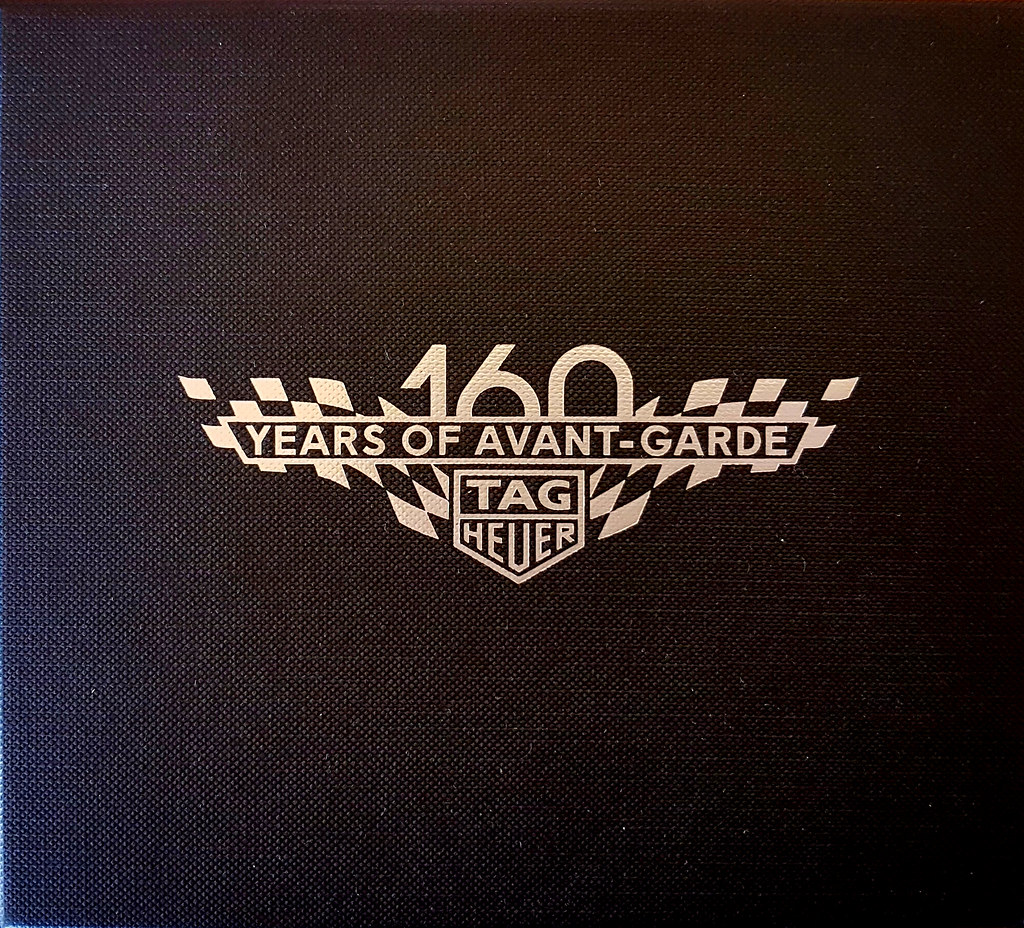 160
YEARS OF AVANT-GARDE
TAG
HEUER